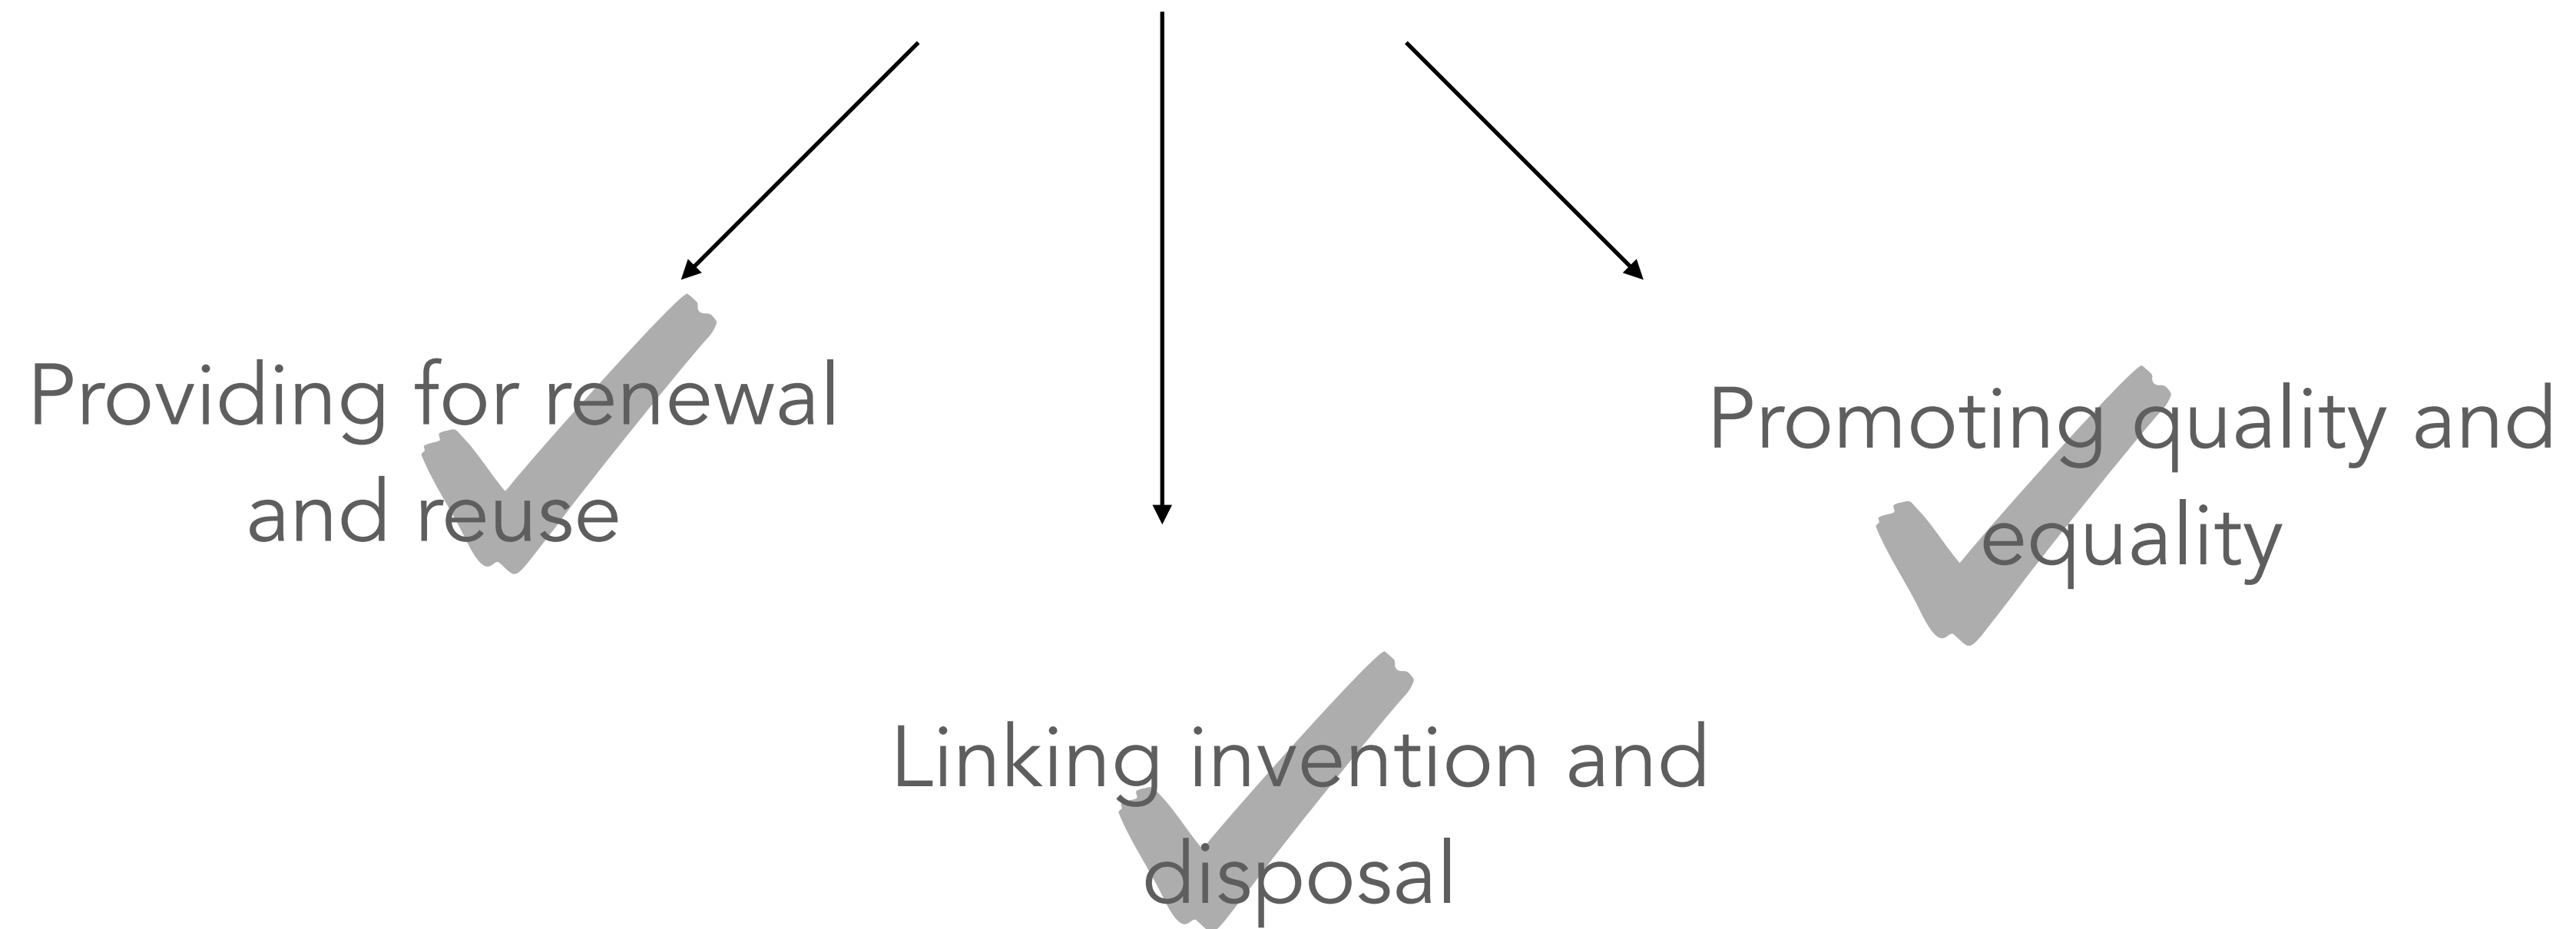 Providing for renewal
and reuse
Promoting quality and
equality
Linking invention and
disposal